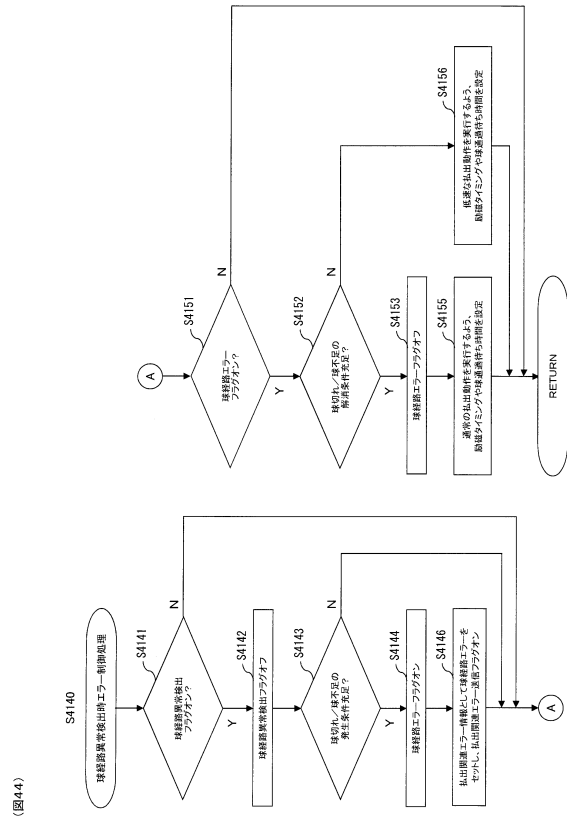 (図44)
S4140
球経路異常検出時エラー制御処理
S4141
球経路異常検出
フラグオン?
N
Y
S4142
球経路異常検出フラグオフ
S4143
球切れ/球不足の
発生条件充足?
N
Y
S4144
球経路エラーフラグオン
S4146
払出関連エラー情報として球経路エラーを
セットし、払出関連エラー送信フラグオン
A
A
S4151
球経路エラー
フラグオン?
N
Y
S4152
球切れ/球不足の
解消条件充足?
N
Y
S4153
球経路エラーフラグオフ
S4155
通常の払出動作を実行するよう、
励磁タイミングや球通過待ち時間を設定
S4156
低速な払出動作を実行するよう、
励磁タイミングや球通過待ち時間を設定
RETURN